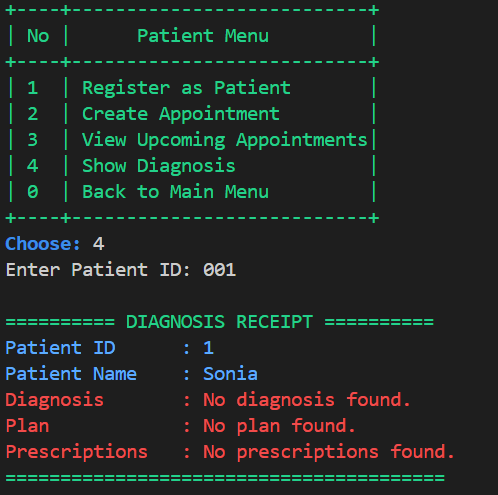 +----+---------------------------+
| No |      Patient Menu         |
+----+---------------------------+
| 1  | Register as Patient       |
| 2  | Create Appointment        |
| 3  | View Upcoming Appointments|
| 4  | Show Diagnosis            |
| 0  | Back to Main Menu         |
+----+---------------------------+
Choose: 4
Enter Patient ID: 001
========== DIAGNOSIS RECEIPT ==========
Patient ID      : 1
Patient Name    : Sonia
Diagnosis       : No diagnosis found.
Plan            : No plan found.
Prescriptions   : No prescriptions found.
========================================